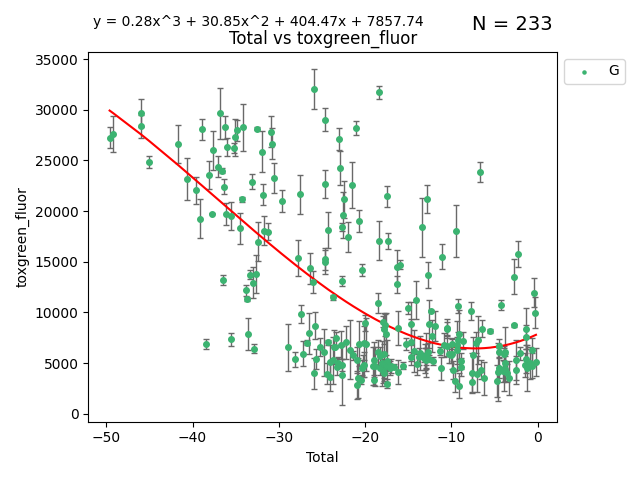 y = 0.28x^3 + 30.85x^2 + 404.47x + 7857.74
N = 233
Total vs toxgreen_fluor
G
toxgreen_fluor
35000
30000
25000
20000
15000
10000
5000
0
−50
−40
−30
−20
−10
0
Total